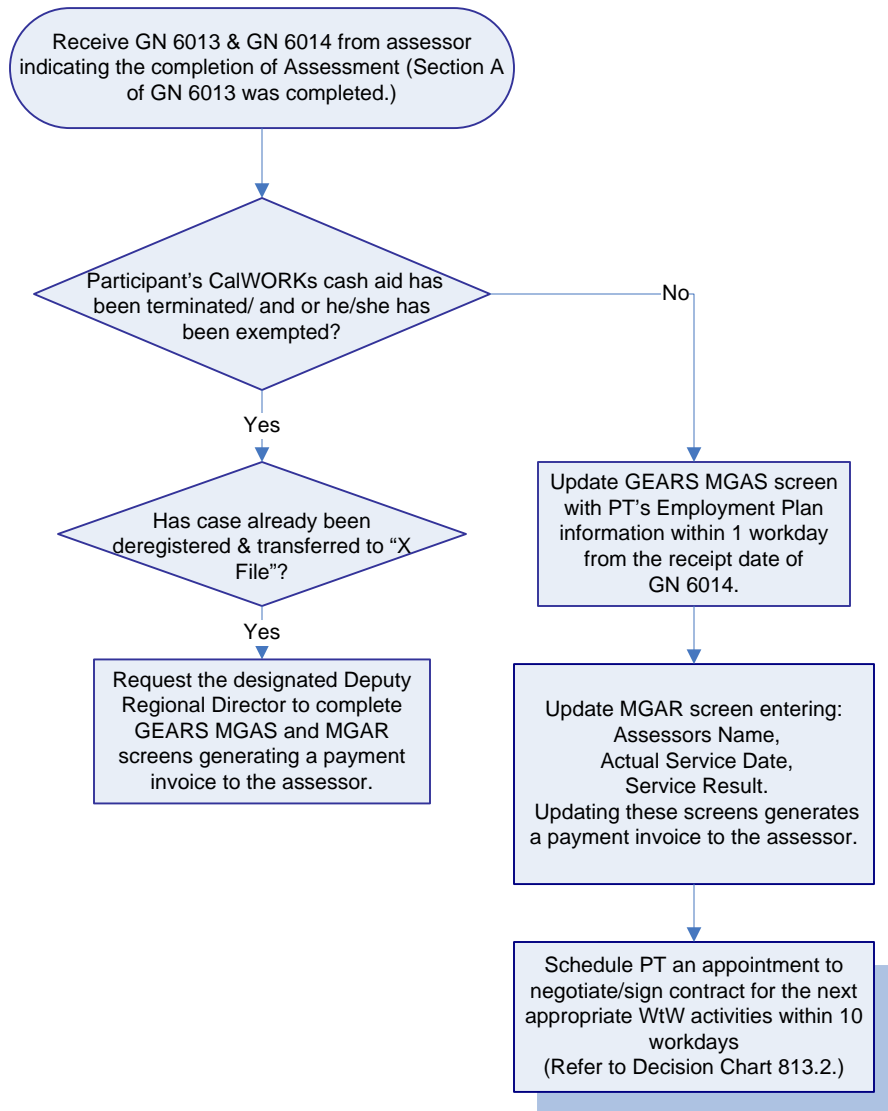 Receive GN 6013 & GN 6014 from assessor
indicating the completion of Assessment (Section A
of GN 6013 was completed.)
Participant's CalWORKs cash aid has
been terminated/ and or he/she has
been exempted?
No
Yes
Has case already been
deregistered & transferred to “X
File”?
Yes
Request the designated Deputy
Regional Director to complete
GEARS MGAS and MGAR
screens generating a payment
invoice to the assessor.
Update GEARS MGAS screen
with PT's Employment Plan
information within 1 workday
from the receipt date of
GN 6014.
Update MGAR screen entering:
Assessors Name,
Actual Service Date,
Service Result.
Updating these screens generates
a payment invoice to the assessor.
Schedule PT an appointment to
negotiate/sign contract for the next
appropriate WtW activities within 10
workdays
(Refer to Decision Chart 813.2.)